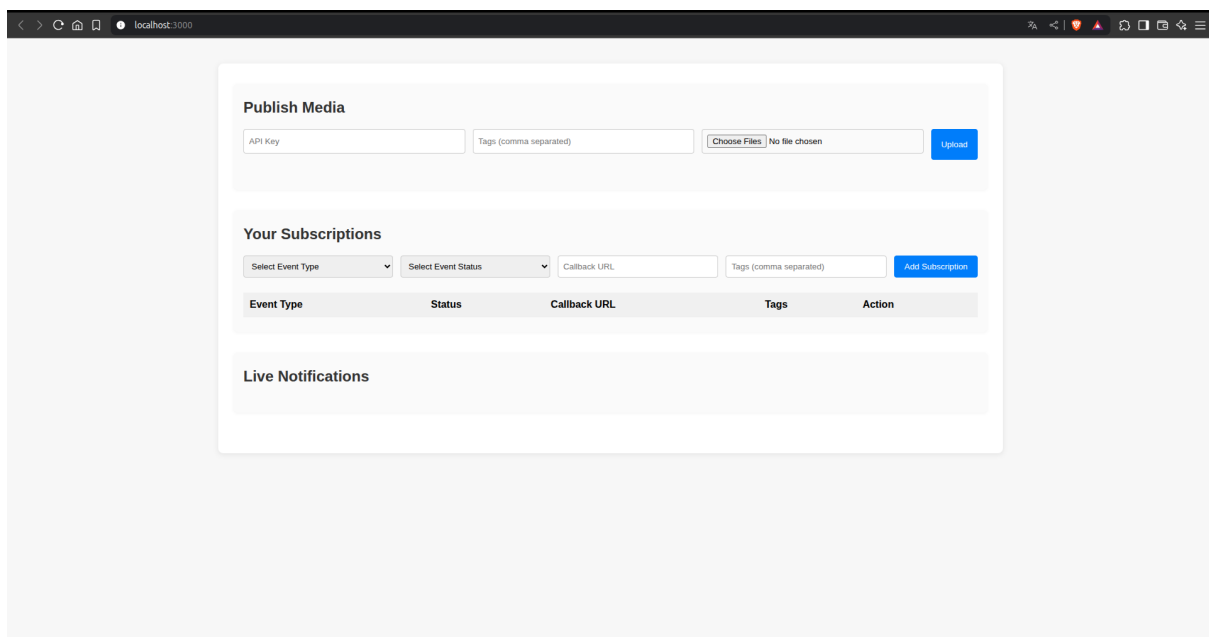 localhost:3000
Publish Media
API Key
Tags (comma separated)
Choose Files No file chosen
Upload
Your Subscriptions
Select Event Type
Select Event Status
Callback URL
Tags (comma separated)
Add Subscription
Event Type Status Callback URL Tags Action
Live Notifications